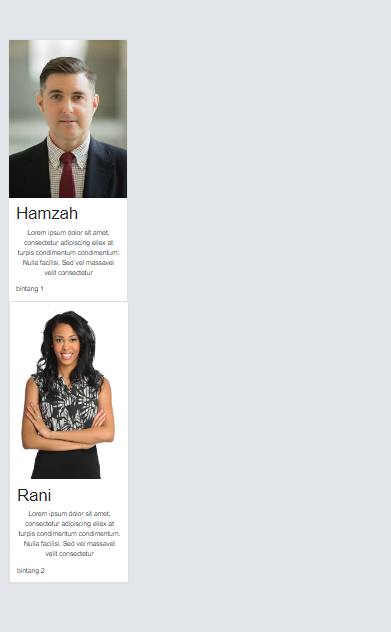 Hamzah
Lorem ipsum dolor sit amet,
consectetur adipiscing eliex at
turpis condimentum condimentum.
Nulla facilisi. Sed vel massavel
velit consectetur
bintang 1
Rani
Lorem ipsum dolor sit amet,
consectetur adipiscing eliex at
turpis condimentum condimentum.
Nulla facilisi. Sed vel massavel
velit consectetur
bintang 2